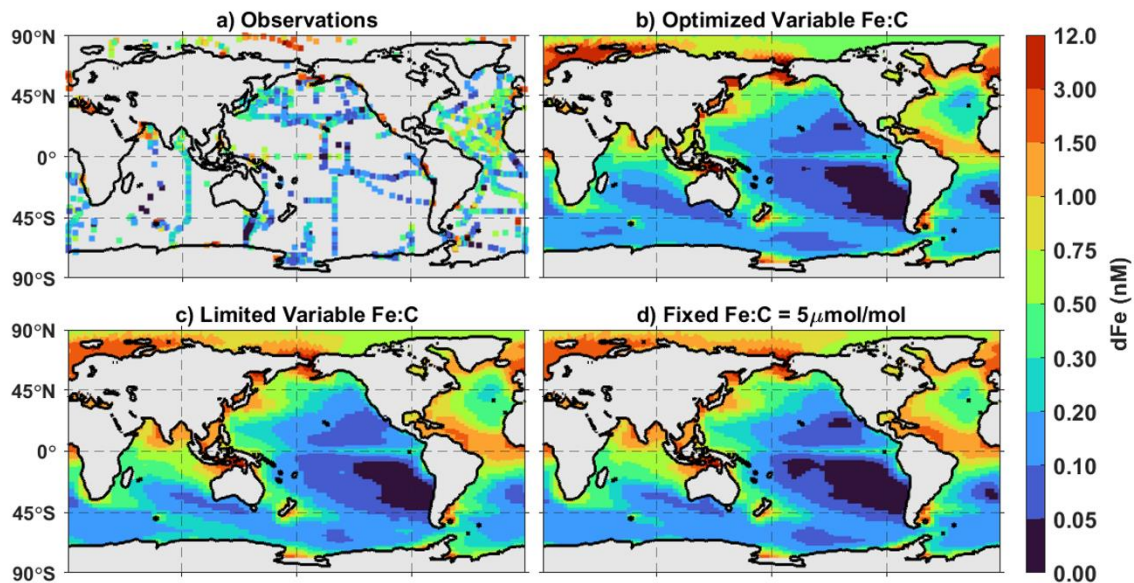 a) Observations
b) Optimized Variable Fe:C
90°N
45°N
0°
45°S
90°S
c) Limited Variable Fe:C
d) Fixed Fe:C = 5μmol/mol
90°N
45°N
0°
45°S
90°S
12.0
3.00
1.50
1.00
0.75
0.50
0.30
0.20
0.10
0.05
0.00
dFe (nM)